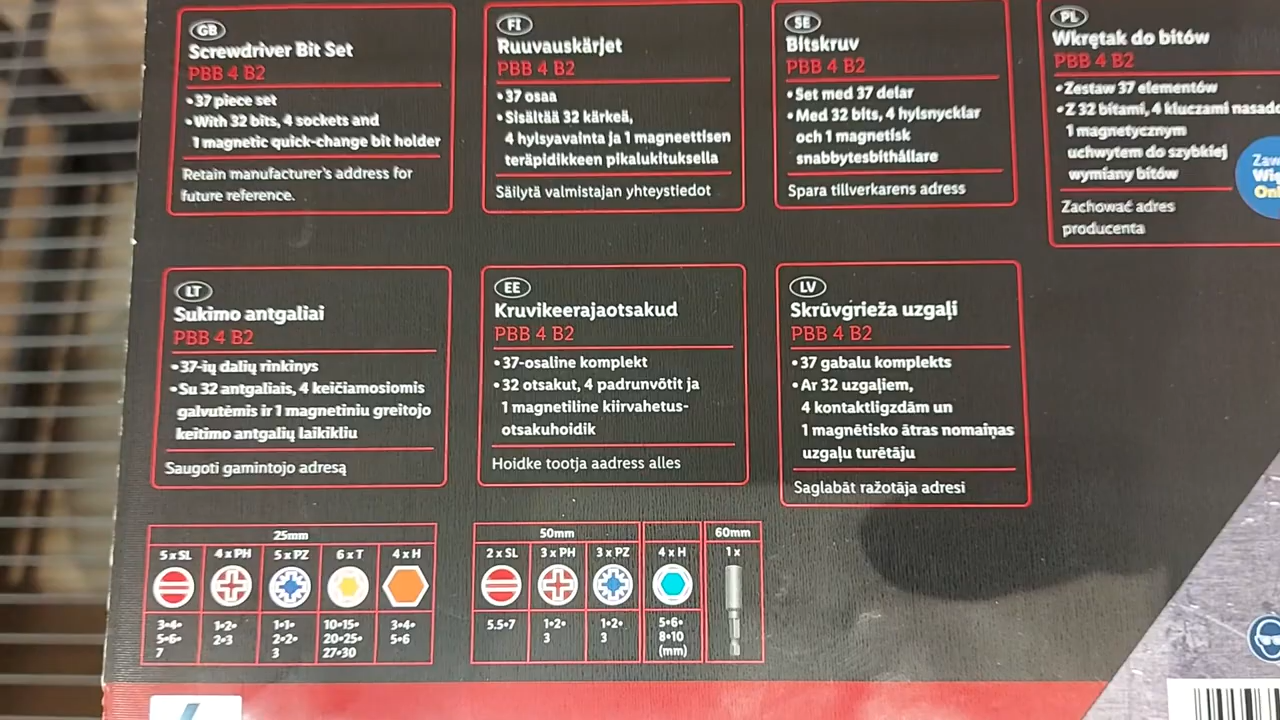 GB
Screwdriver Bit Set
PBB 4 B2
• 37 piece set
• With 32 bits, 4 sockets and
1 magnetic quick-change bit holder
Retain manufacturer's address for
future reference.
FI
Ruuvauskärjet
PBB 4 B2
• 37 osaa
• Sisältää 32 kärkeä,
4 hylsyavainta ja 1 magneettisen
teräpidikkeen pikalukituksella
Säilytä valmistajan yhteystiedot
SE
Bitskruv
PBB 4 B2
• Set med 37 delar
• Med 32 bits, 4 hylsnycklar
och 1 magnetisk
snabbytesbithållare
Spara tillverkarens adress
PL
Wkrętak do bitów
PBB 4 B2
• Zestaw 37 elementów
• Z 32 bitami, 4 kluczami nasado
1 magnetycznym
uchwytem do szybkiej
wymiany bitów
Zachować adres
producenta
LT
Sukimo antgaliai
PBB 4 B2
• 37-ių dalių rinkinys
• Su 32 antgaliais, 4 keičiamosiomis
galvutėmis ir 1 magnetiniu greitojo
keitimo antgalių laikikliu
Saugoti gamintojo adresą
EE
Kruvikeerajaotsakud
PBB 4 B2
• 37-osaline komplekt
• 32 otsakut, 4 padrunvõtit ja
1 magnetiline kiirvahetus-
otsakuhoidik
Hoidke tootja aadress alles
LV
Skrūvgrieža uzgaļi
PBB 4 B2
• 37 gabalu komplekts
• Ar 32 uzgaļiem,
4 kontaktligzdām un
1 magnētisko ātras nomaiņas
uzgaļu turētāju
Saglabāt ražotāja adresi
25mm
5 x SL 4 x PH 5 x PZ 6 x T 4 x H
3•4• 1•2• 1•1• 10•15• 3•4•
5•6• 2•3 2•2• 20•25• 5•6
7 3 27•30
50mm 60mm
2 x SL 3 x PH 3 x PZ 4 x H 1 x
5.5•7 1•2• 1•2• 5•6•
3 3 8•10
(mm)